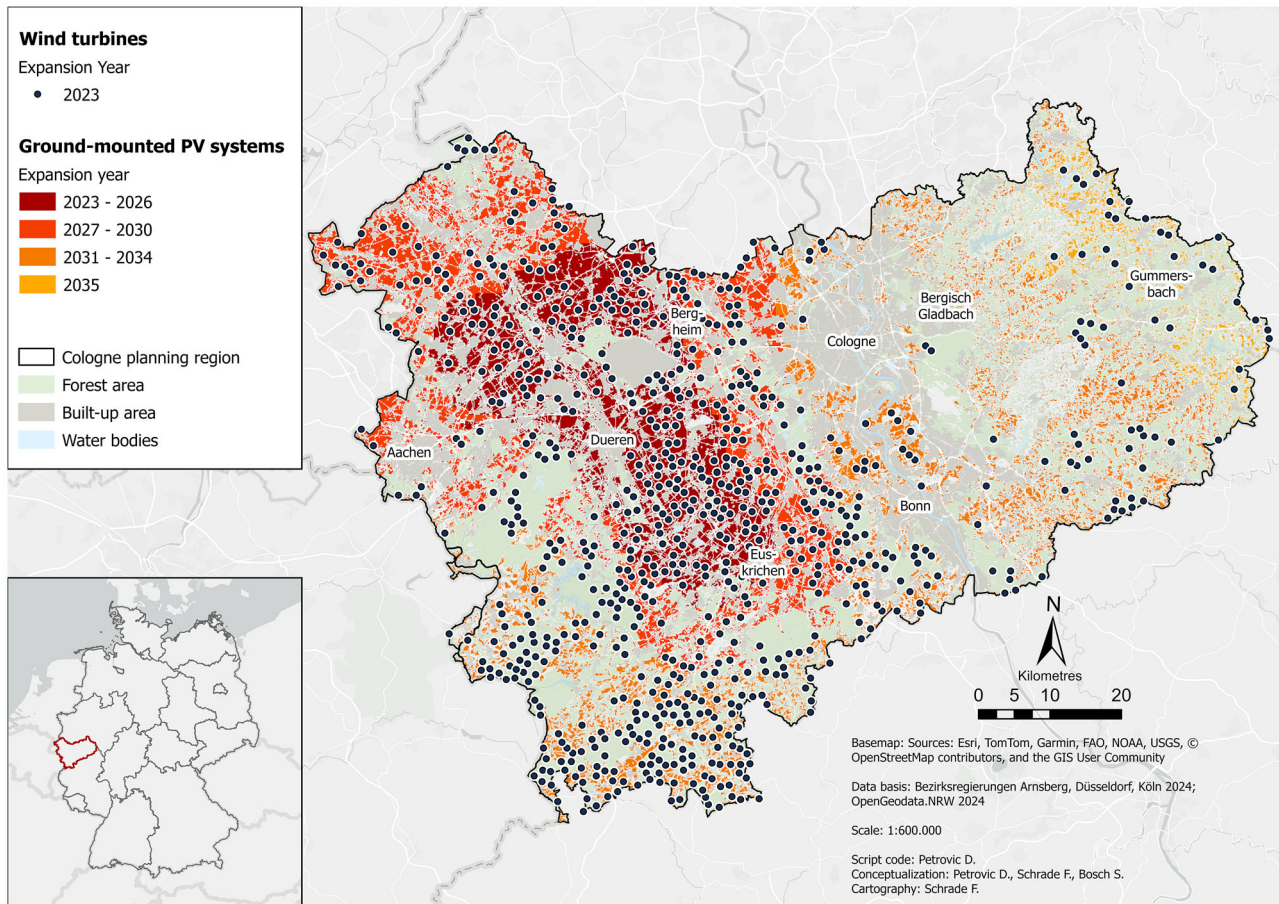 Wind turbines
Expansion Year
2023
Ground-mounted PV systems
Expansion year
2023 - 2026
2027 - 2030
2031 - 2034
2035
Cologne planning region
Forest area
Built-up area
Water bodies
Gummers-
bach
Bergisch
Gladbach
Berg-
heim
Cologne
Dueren
Aachen
Bonn
Eus-
krichen
N
Kilometres
0 5 10 20
Basemap: Sources: Esri, TomTom, Garmin, FAO, NOAA, USGS, ©
OpenStreetMap contributors, and the GIS User Community
Data basis: Bezirksregierungen Arnsberg, Düsseldorf, Köln 2024;
OpenGeodata.NRW 2024
Scale: 1:600.000
Script code: Petrovic D.
Conceptualization: Petrovic D., Schrade F., Bosch S.
Cartography: Schrade F.